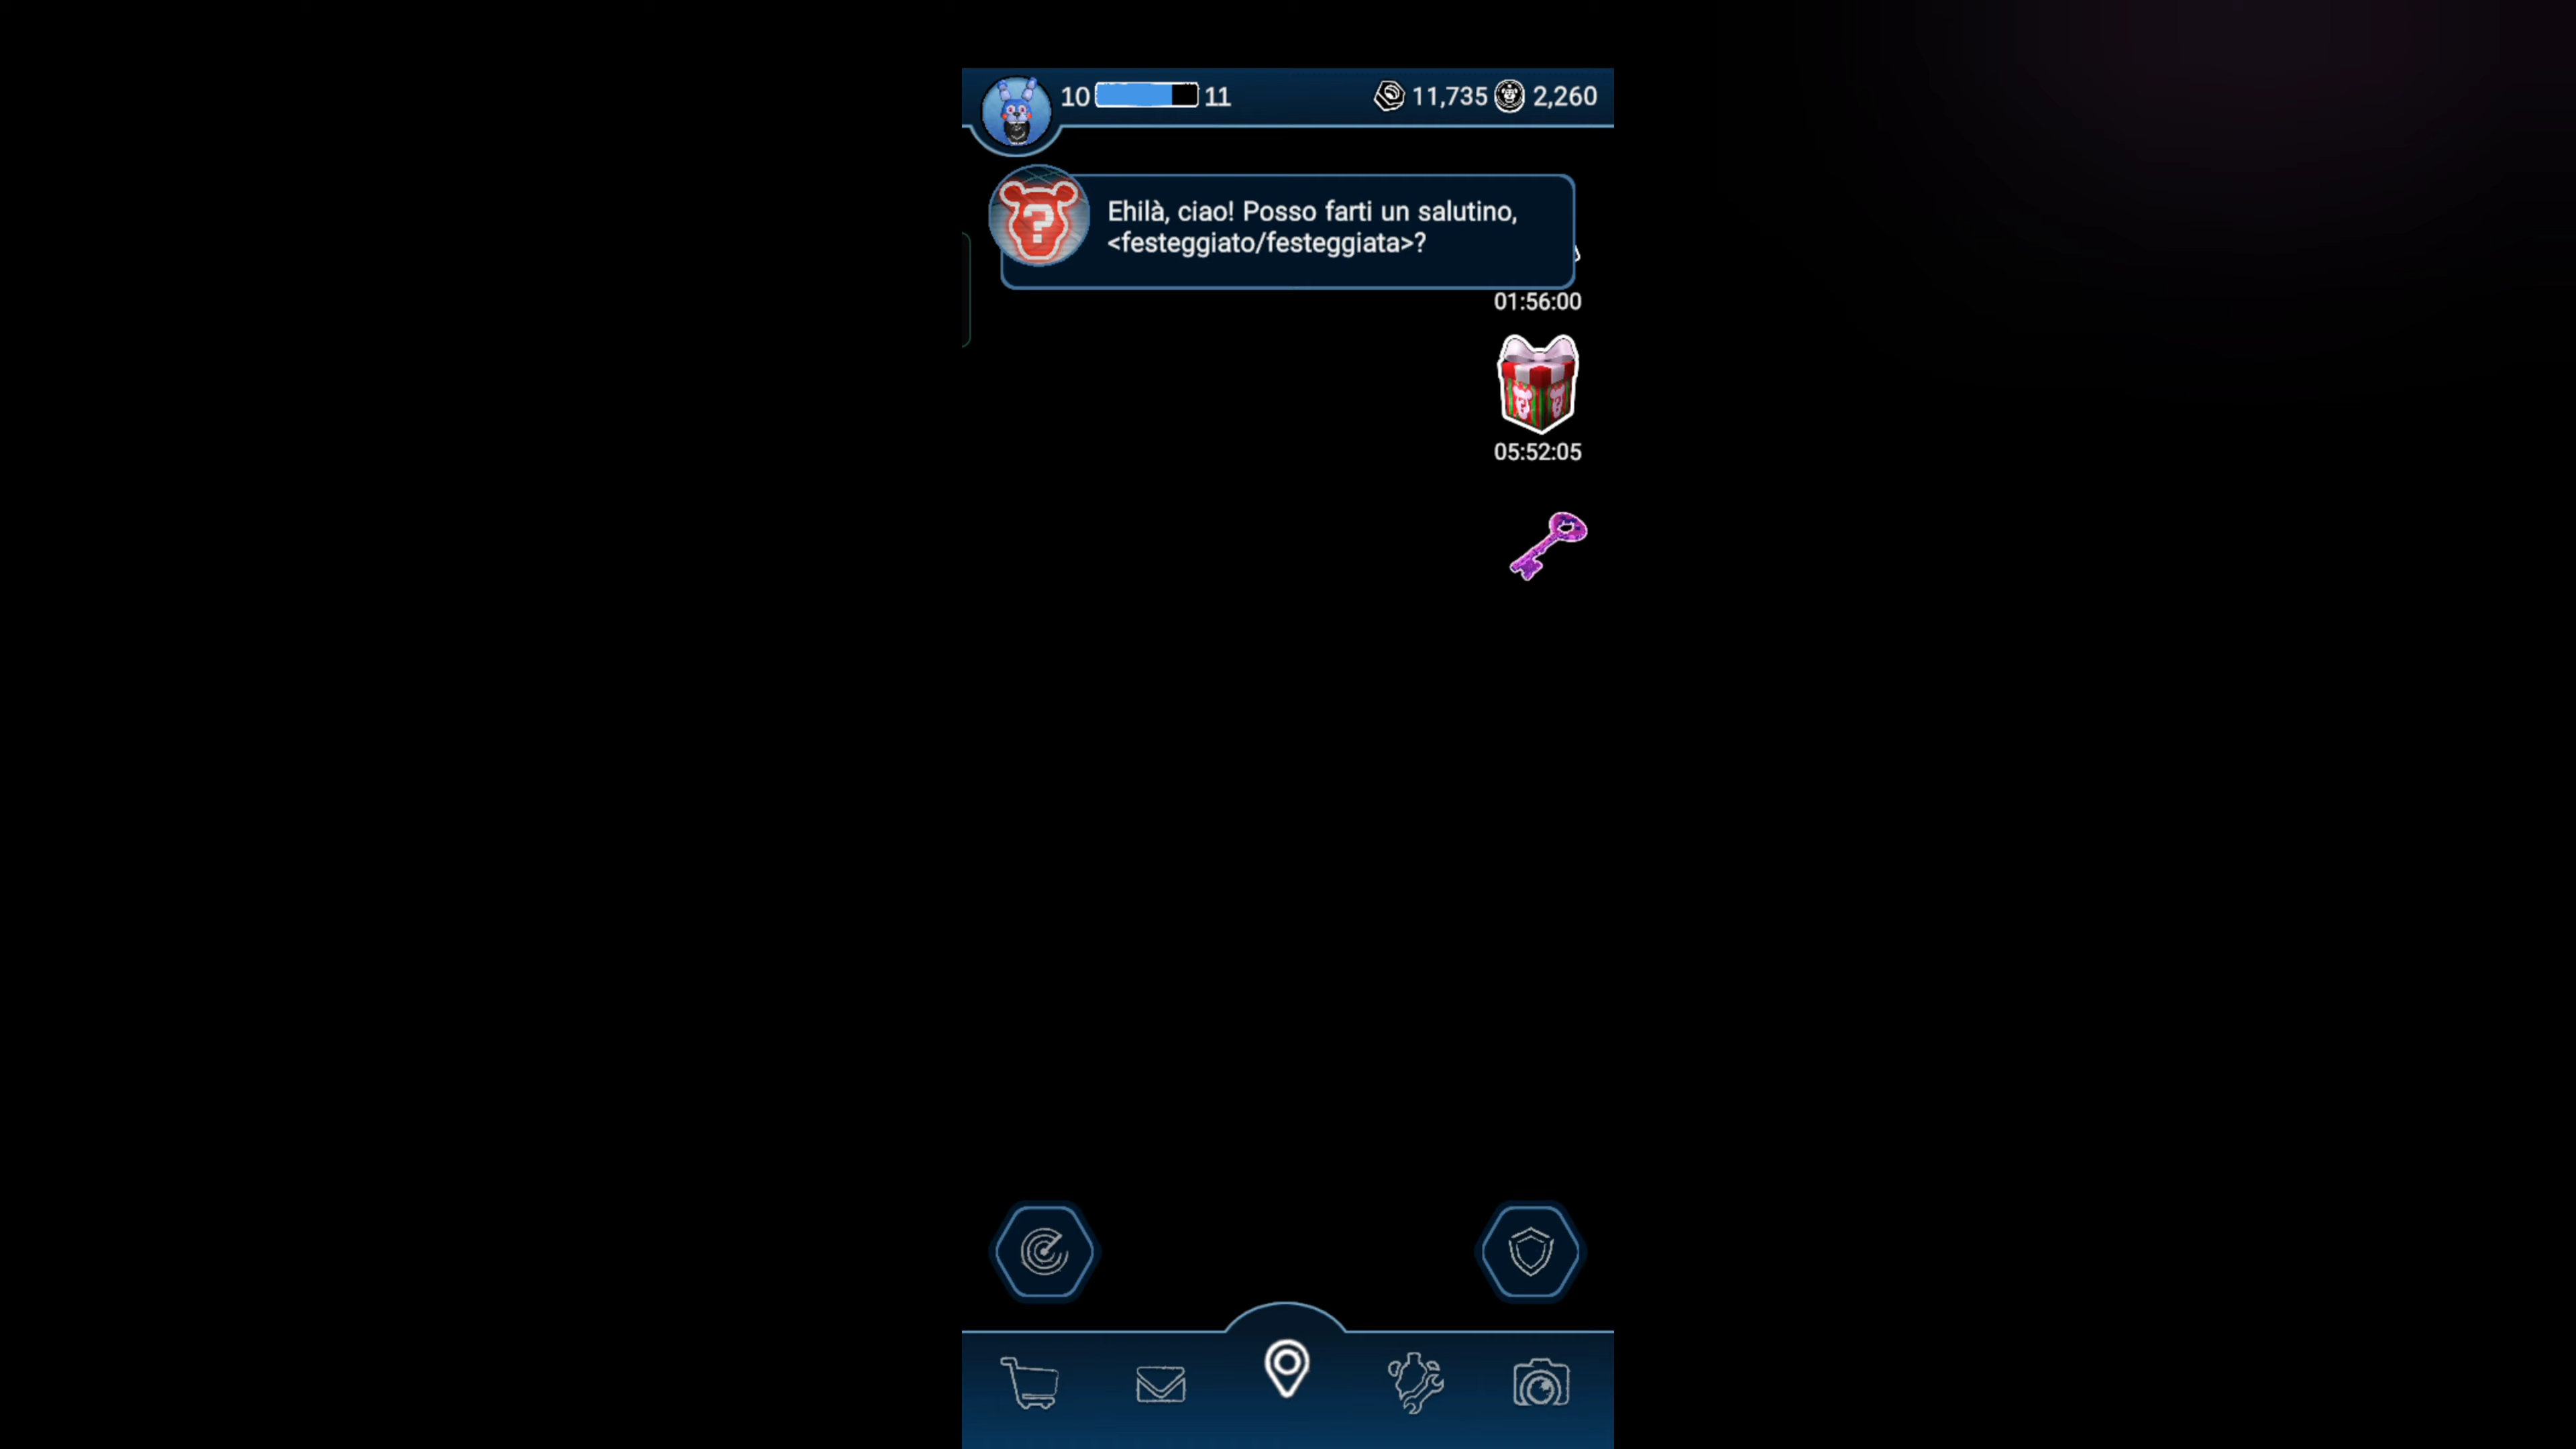 10 11 11,735 2,260
Ehilà, ciao! Posso farti un salutino,
<festeggiato/festeggiata>?
01:56:00
?
05:52:05